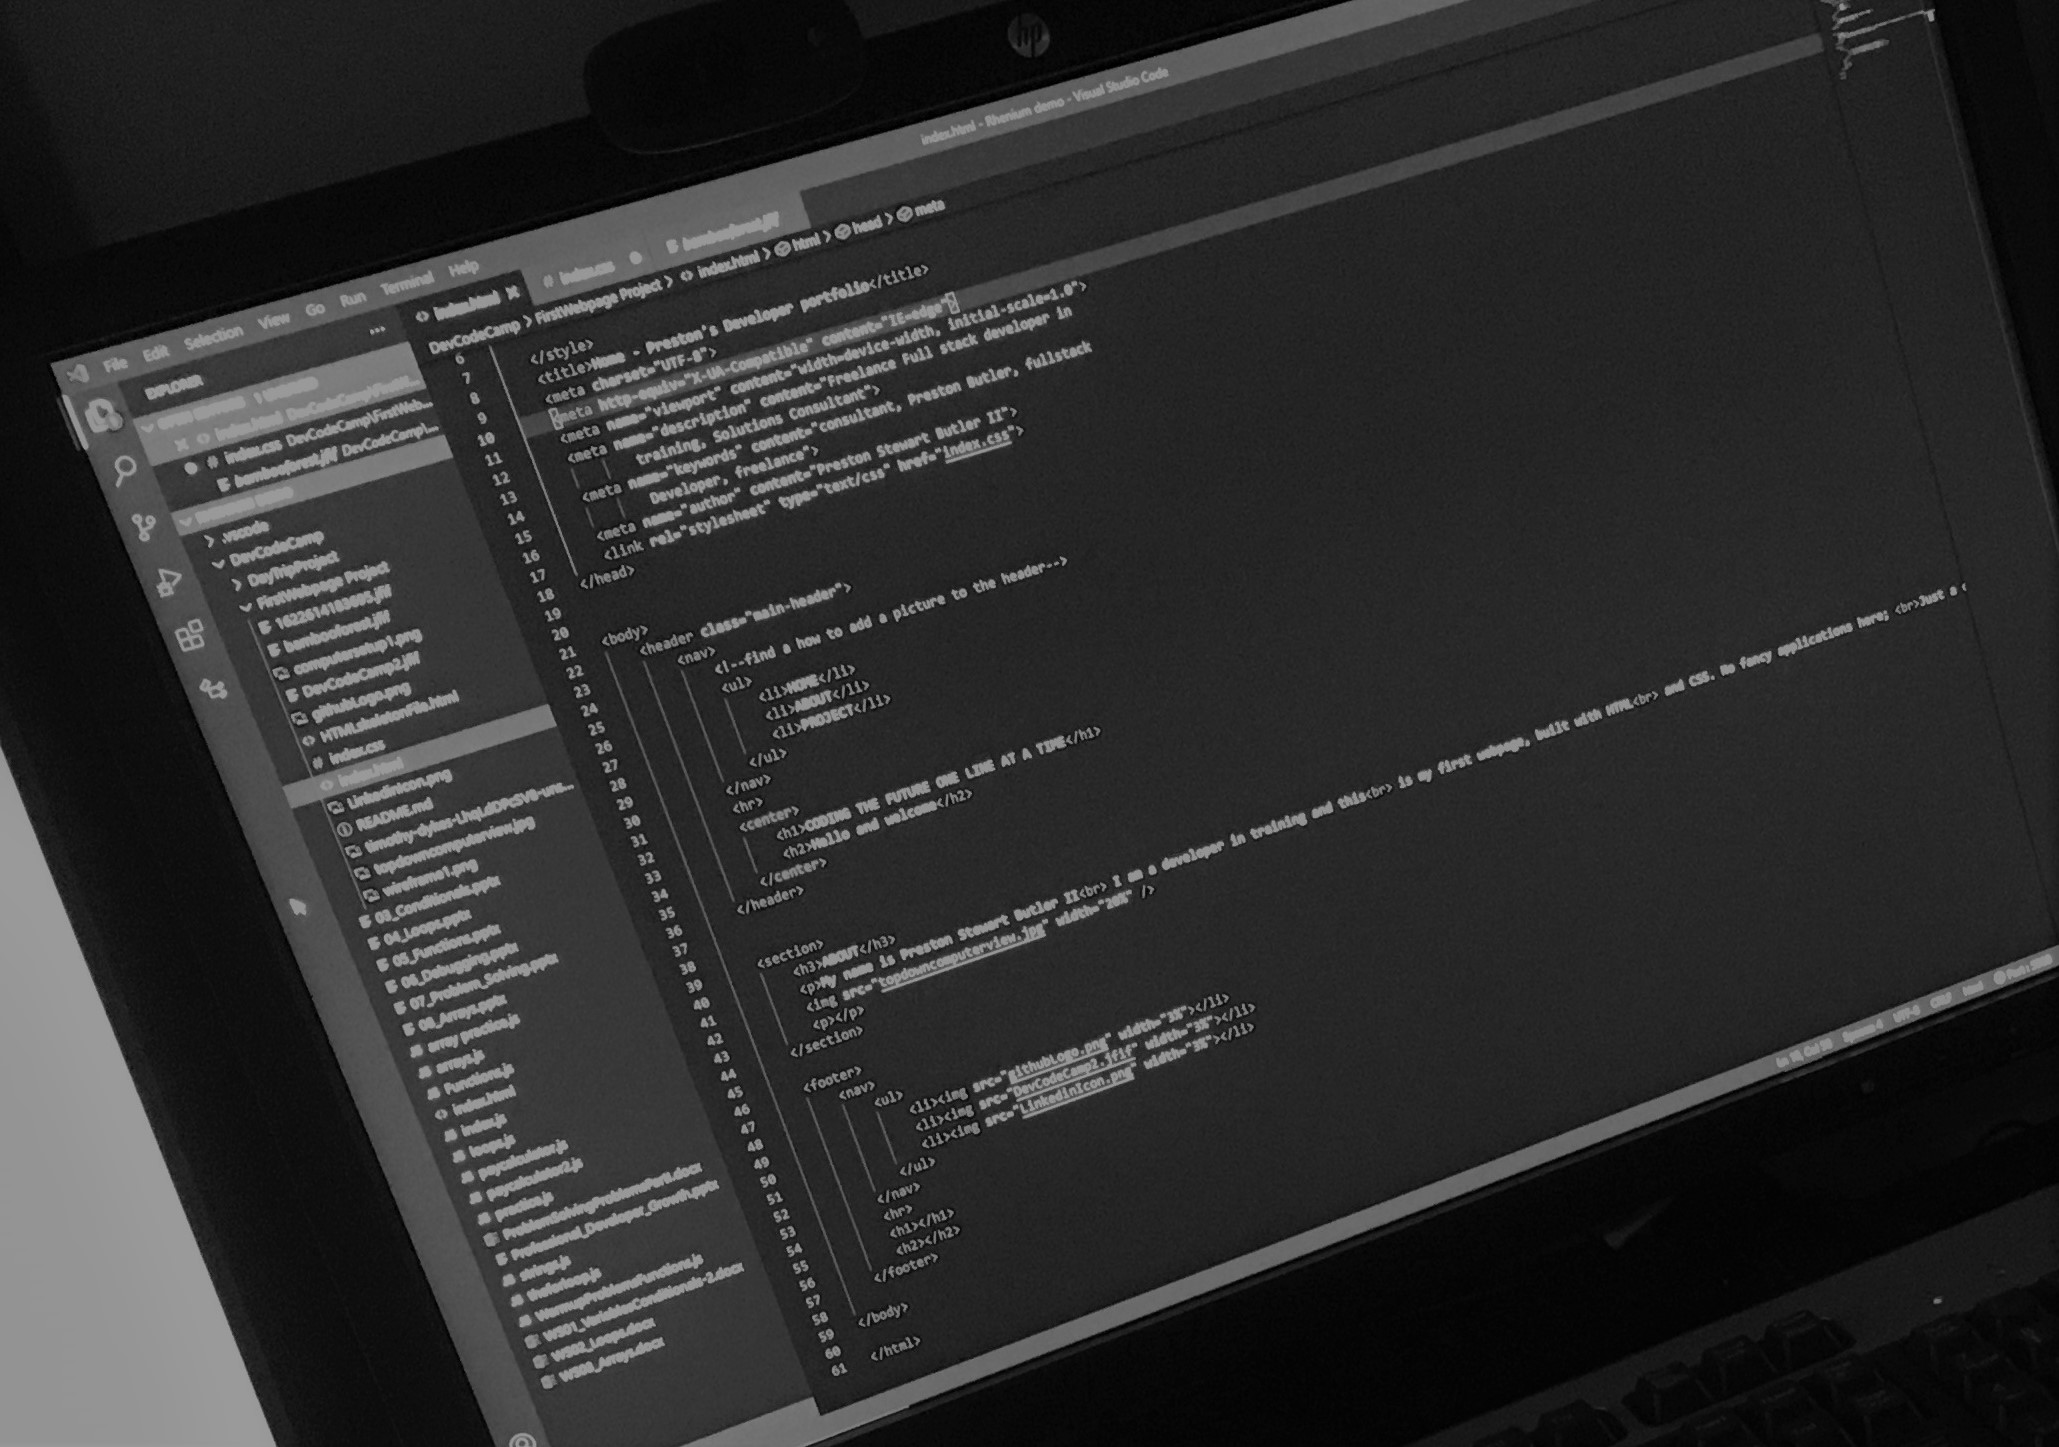 hp
index.html - Rhenium demo - Visual Studio Code
File Edit Selection View Go Run Terminal Help
EXPLORER
index.html DevCodeCamp\FirstWeb...
index.css DevCodeCamp\FirstWeb...
bambooforest.jfif DevCodeCamp\...
.vscode
DevCodeCamp
DayTripProject
FirstWebpage Project
1622614183695.jfif
bambooforest.jfif
computersetup1.png
DevCodeCamp2.jfif
githubLogo.png
HTMLskeletonFile.html
index.css
index.html
LinkedinIcon.png
README.md
topdowncomputerview.jpg
wireframe1.png
03_Conditionals.pptx
04_Loops.pptx
05_Functions.pptx
06_Debugging.pptx
07_Problem_Solving.pptx
08_Arrays.pptx
array practice.js
arrays.js
Functions.js
index.html
index.js
loops.js
paycalculator.js
paycalculator2.js
practice.js
ProblemSolvingProblemsPartI.docx
Professional_Developer_Growth.pptx
strings.js
theforloop.js
WarmupProblemsFunctions.js
WS01_VariablesConditionals-2.docx
WS02_Loops.docx
WS03_Arrays.docx
index.html index.css bambooforest.jfif
DevCodeCamp > FirstWebpage Project > index.html > html > head > meta
6 </style>
7 <title>Home - Preston's Developer portfolio</title>
8 <meta charset="UTF-8">
9 <meta http-equiv="X-UA-Compatible" content="IE=edge">
10 <meta name="viewport" content="width=device-width, initial-scale=1.0">
11 <meta name="description" content="Freelance Full stack developer in
12 training, Solutions Consultant">
13 <meta name="keywords" content="consultant, Preston Butler, fullstack
14 Developer, freelance">
15 <meta name="author" content="Preston Stewart Butler II">
16 <link rel="stylesheet" type="text/css" href="index.css">
17 </head>
18
19
20 <body>
21 <header class="main-header">
22 <nav>
23 <!--find a how to add a picture to the header-->
24 <ul>
25 <li>HOME</li>
26 <li>ABOUT</li>
27 <li>PROJECT</li>
28 </ul>
29 </nav>
30 <hr>
31 <center>
32 <h1>CODING THE FUTURE ONE LINE AT A TIME</h1>
33 <h2>Hello and welcome</h2>
34 </center>
35 </header>
36
37
38 <section>
39 <h3>ABOUT</h3>
40 <p>My name is Preston Stewart Butler II<br> I am a developer in training and this<br> is my first webpage, built with HTML<br> and CSS. No fancy applications here; <br>Just a
41 <img src="topdowncomputerview.jpg" width="20%" />
42 <p></p>
43 </section>
44
45 <footer>
46 <nav>
47 <ul>
48 <li><img src="githubLogo.png" width="3%"></li>
49 <li><img src="DevCodeCamp2.jfif" width="3%"></li>
50 <li><img src="LinkedinIcon.png" width="3%"></li>
51 </ul>
52 </nav>
53 <hr>
54 <h1></h1>
55 <h2></h2>
56 </footer>
57
58 </body>
59
60 </html>
61
Spaces: 4 UTF-8 CRLF html